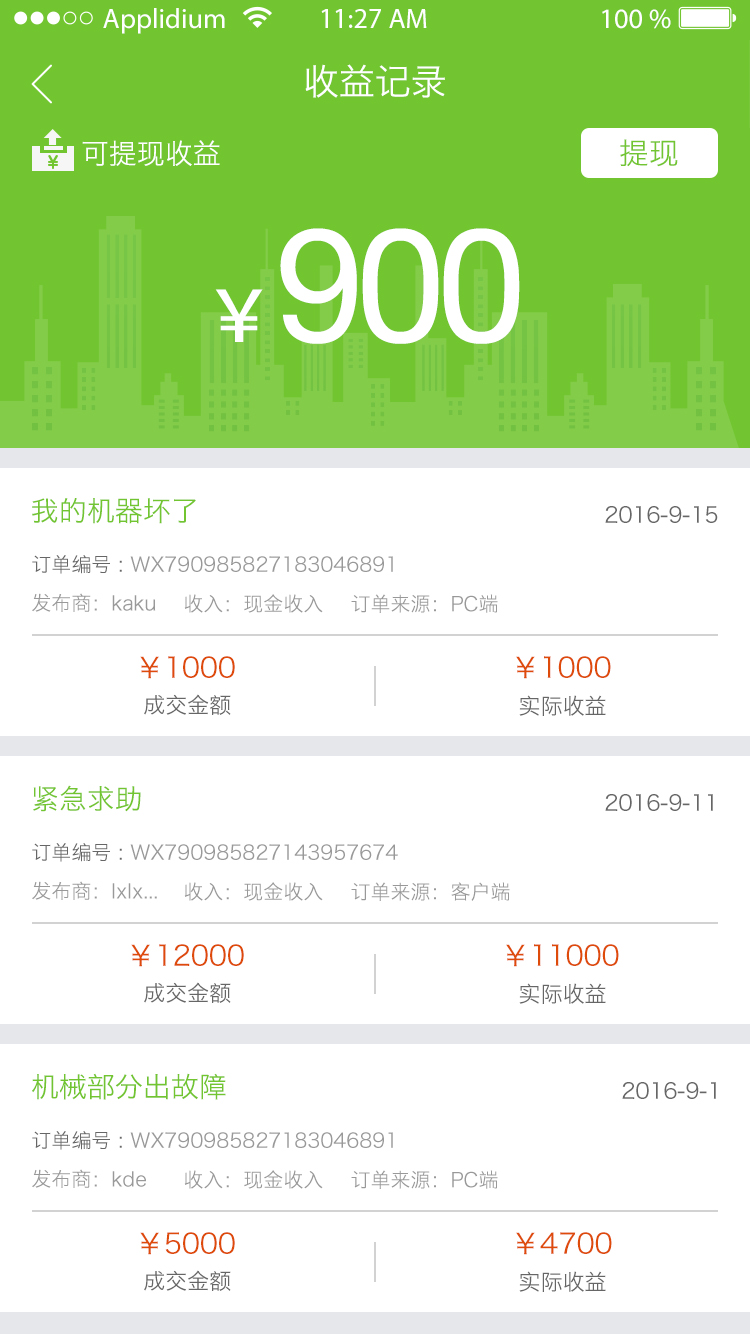 Applidium 11:27 AM 100 %
收益记录
可提现收益 提现
¥900
我的机器坏了 2016-9-15
订单编号：WX790985827183046891
发布商：kaku 收入：现金收入 订单来源：PC端
¥1000 ¥1000
成交金额 实际收益
紧急求助 2016-9-11
订单编号：WX790985827143957674
发布商：lxlx... 收入：现金收入 订单来源：客户端
¥12000 ¥11000
成交金额 实际收益
机械部分出故障 2016-9-1
订单编号：WX790985827183046891
发布商：kde 收入：现金收入 订单来源：PC端
¥5000 ¥4700
成交金额 实际收益